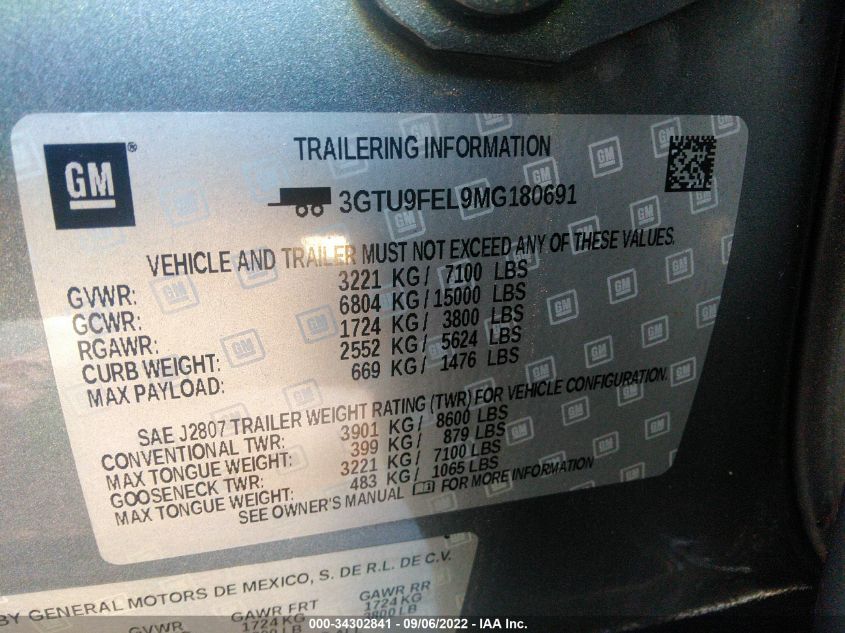 GM ®
TRAILERING INFORMATION
3GTU9FEL9MG180691
VEHICLE AND TRAILER MUST NOT EXCEED ANY OF THESE VALUES.
GVWR: 3221 KG/ 7100 LBS
GCWR: 6804 KG/15000 LBS
RGAWR: 1724 KG/ 3800 LBS
CURB WEIGHT: 2552 KG/ 5624 LBS
MAX PAYLOAD: 669 KG/ 1476 LBS
SAE J2807 TRAILER WEIGHT RATING (TWR) FOR VEHICLE CONFIGURATION.
CONVENTIONAL TWR: 3901 KG/ 8600 LBS
MAX TONGUE WEIGHT: 399 KG/ 879 LBS
GOOSENECK TWR: 3221 KG/ 7100 LBS
MAX TONGUE WEIGHT: 483 KG/ 1065 LBS
SEE OWNER'S MANUAL FOR MORE INFORMATION
BY GENERAL MOTORS DE MEXICO, S. DE R.L. DE C.V.
GVWR GAWR FRT GAWR RR
1724 KG 1724 KG
3800 LB
000-34302841 - 09/06/2022 - IAA Inc.